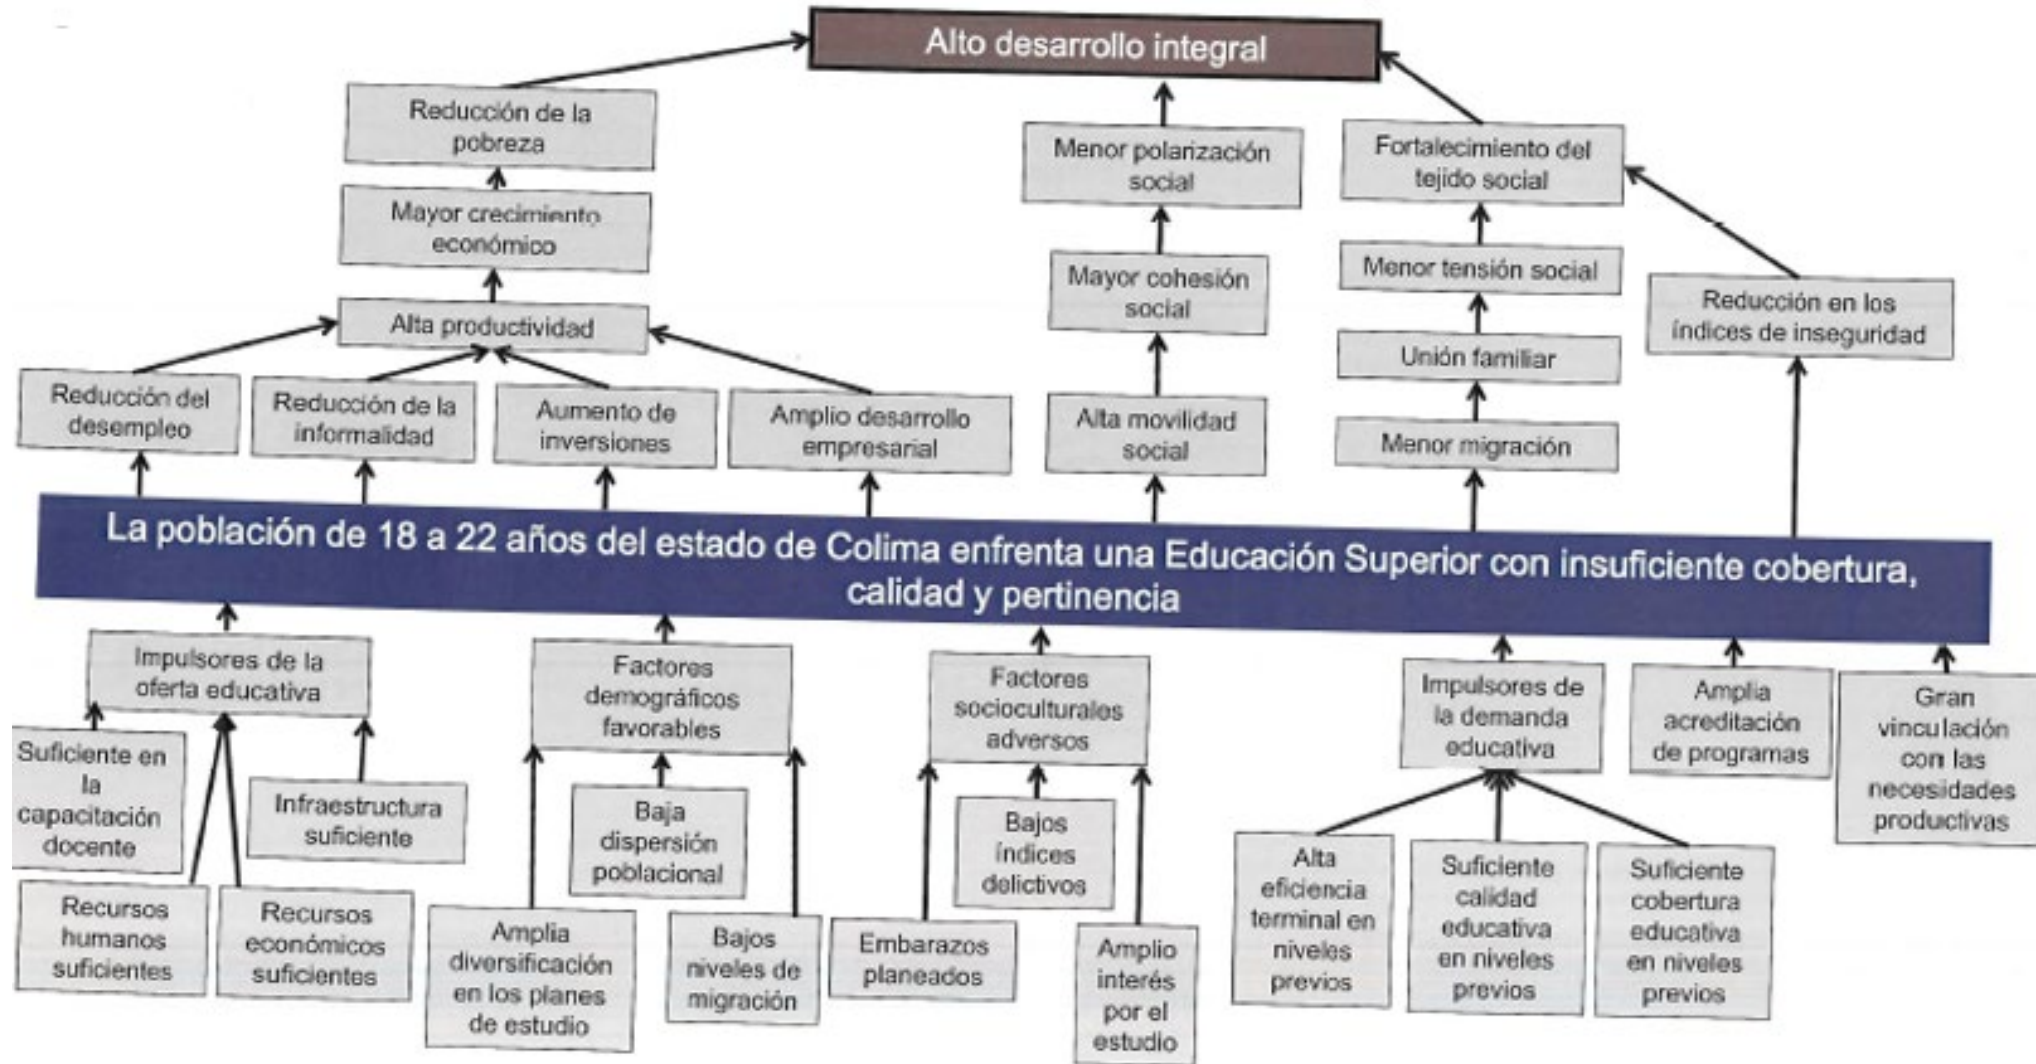 Alto desarrollo integral
Reducción de la
pobreza
Menor polarización
social
Fortalecimiento del
tejido social
Mayor crecimiento
económico
Mayor cohesión
social
Menor tensión social
Reducción en los
índices de inseguridad
Alta productividad
Unión familiar
Reducción del
desempleo
Reducción de la
informalidad
Aumento de
inversiones
Amplio desarrollo
empresarial
Alta movilidad
social
Menor migración
La población de 18 a 22 años del estado de Colima enfrenta una Educación Superior con insuficiente cobertura,
calidad y pertinencia
Impulsores de la
oferta educativa
Factores
demográficos
favorables
Factores
socioculturales
adversos
Impulsores de
la demanda
educativa
Amplia
acreditación
de programas
Gran
vinculación
con las
necesidades
productivas
Suficiente en
la
capacitación
docente
Infraestructura
suficiente
Baja
dispersión
poblacional
Bajos
índices
delictivos
Alta
eficiencia
terminal en
niveles
previos
Suficiente
calidad
educativa
en niveles
previos
Suficiente
cobertura
educativa
en niveles
previos
Recursos
humanos
suficientes
Recursos
económicos
suficientes
Amplia
diversificación
en los planes
de estudio
Bajos
niveles de
migración
Embarazos
planeados
Amplio
interés
por el
estudio